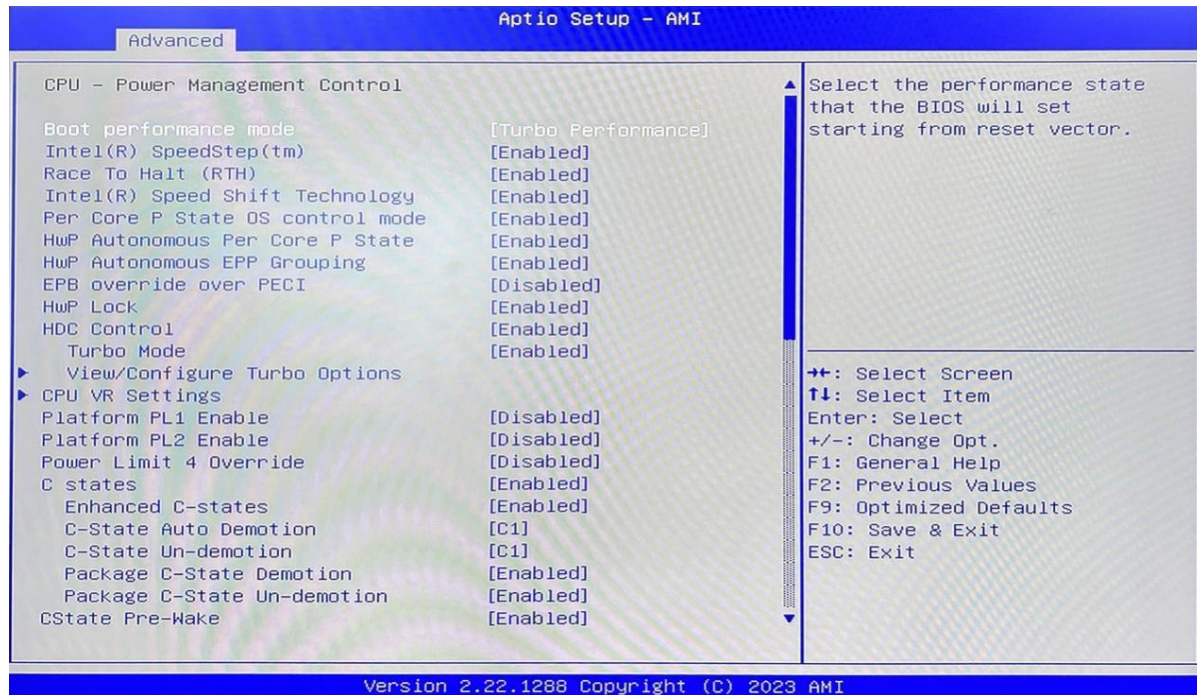 Aptio Setup – AMI
Advanced
CPU – Power Management Control
Boot performance mode [Turbo Performance]
Intel(R) SpeedStep(tm) [Enabled]
Race To Halt (RTH) [Enabled]
Intel(R) Speed Shift Technology [Enabled]
Per Core P State OS control mode [Enabled]
HwP Autonomous Per Core P State [Enabled]
HwP Autonomous EPP Grouping [Enabled]
EPB override over PECI [Disabled]
HwP Lock [Enabled]
HDC Control [Enabled]
Turbo Mode [Enabled]
View/Configure Turbo Options
CPU VR Settings
Platform PL1 Enable [Disabled]
Platform PL2 Enable [Disabled]
Power Limit 4 Override [Disabled]
C states [Enabled]
Enhanced C-states [Enabled]
C-State Auto Demotion [C1]
C-State Un-demotion [C1]
Package C-State Demotion [Enabled]
Package C-State Un-demotion [Enabled]
CState Pre-Wake [Enabled]
Select the performance state
that the BIOS will set
starting from reset vector.
→←: Select Screen
↑↓: Select Item
Enter: Select
+/-: Change Opt.
F1: General Help
F2: Previous Values
F9: Optimized Defaults
F10: Save & Exit
ESC: Exit
Version 2.22.1288 Copyright (C) 2023 AMI